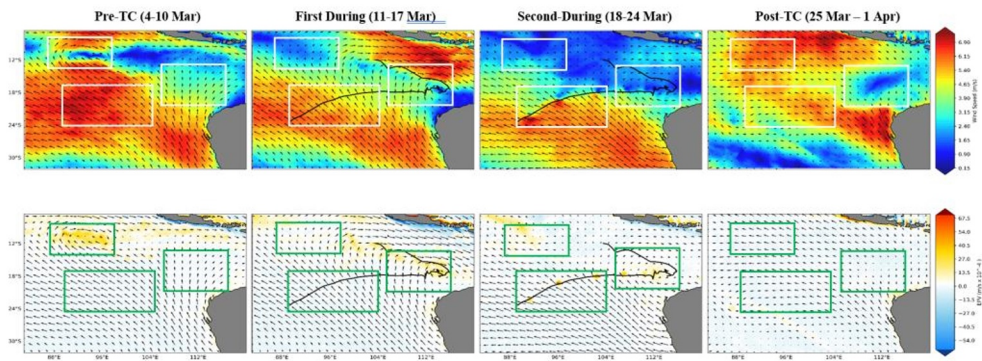 Pre-TC (4-10 Mar) First During (11-17 Mar) Second-During (18-24 Mar) Post-TC (25 Mar – 1 Apr)
12°S
18°S
24°S
30°S
6.90
5.40
4.65
3.90
3.15
2.40
1.65
0.90
0.15
Wind Speed (m/s)
12°S
18°S
24°S
30°S
67.5
54.0
40.5
27.0
13.5
0.0
-13.5
-27.0
-40.5
-54.0
88°E 96°E 104°E 112°E 88°E 96°E 104°E 112°E 88°E 96°E 104°E 112°E 88°E 96°E 104°E 112°E